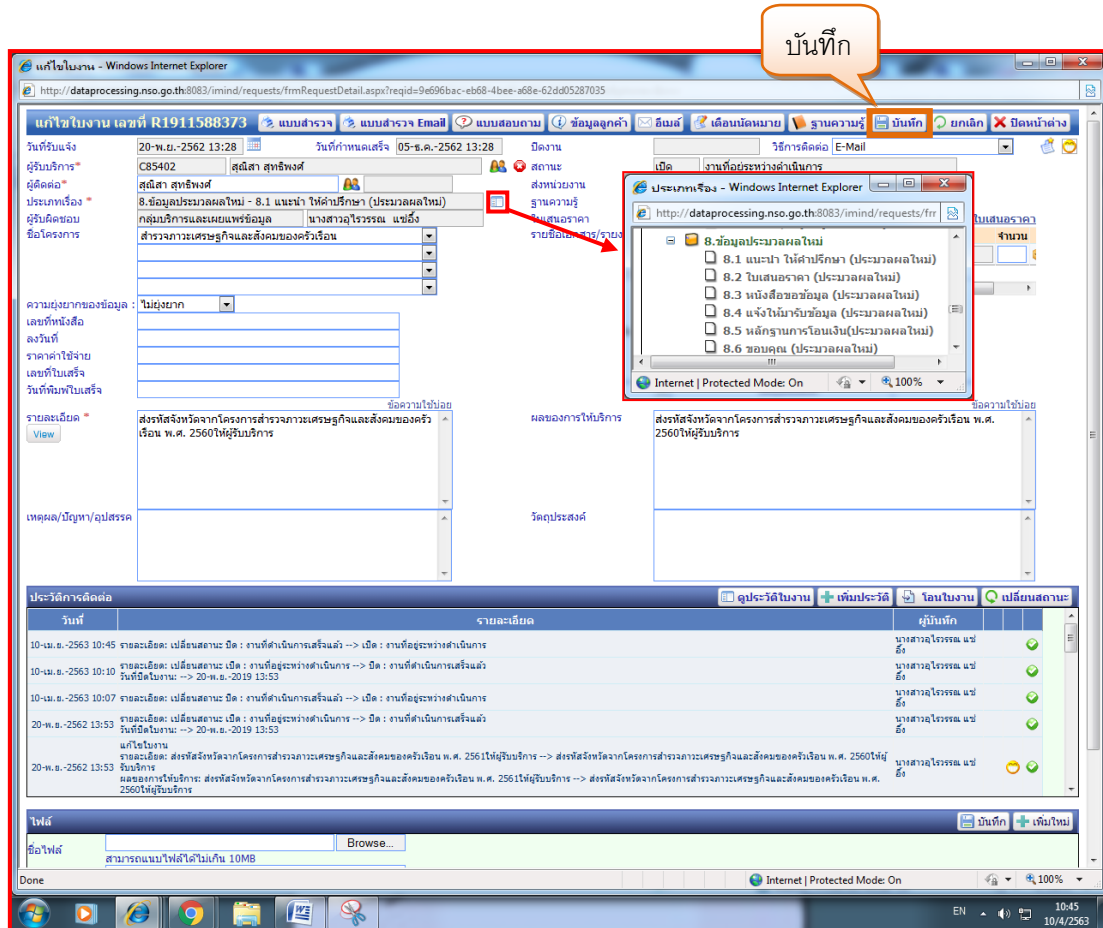 บันทึก
แก้ไขใบงาน - Windows Internet Explorer
http://dataprocessing.nso.go.th:8083/imind/requests/frmRequestDetail.aspx?reqid=9e696bac-eb68-4bee-a68e-62dd05287035
แก้ไขใบงาน เลขที่ R1911588373 แบบสำรวจ แบบสำรวจ Email แบบสอบถาม ข้อมูลลูกค้า อีเมล์ เตือนนัดหมาย ฐานความรู้ บันทึก ยกเลิก ปิดหน้าต่าง
วันที่รับแจ้ง 20-พ.ย.-2562 13:28 วันที่กำหนดเสร็จ 05-ธ.ค.-2562 13:28 ปิดงาน วิธีการติดต่อ E-Mail
ผู้รับบริการ* C85402 สุณิสา สุทธิพงศ์ สถานะ เปิด งานที่อยู่ระหว่างดำเนินการ
ผู้ติดต่อ* สุณิสา สุทธิพงศ์ ส่งหน่วยงาน
ประเภทเรื่อง * 8.ข้อมูลประมวลผลใหม่ - 8.1 แนะนำ ให้คำปรึกษา (ประมวลผลใหม่) ฐานความรู้
ผู้รับผิดชอบ กลุ่มบริการและเผยแพร่ข้อมูล นางสาวอุไรวรรณ แซ่อึ้ง ใบเสนอราคา ใบเสนอราคา
ชื่อโครงการ สำรวจภาวะเศรษฐกิจและสังคมของครัวเรือน จำนวน
ประเภทเรื่อง - Windows Internet Explorer
http://dataprocessing.nso.go.th:8083/imind/requests/frr
8.ข้อมูลประมวลผลใหม่
8.1 แนะนำ ให้คำปรึกษา (ประมวลผลใหม่)
8.2 ใบเสนอราคา (ประมวลผลใหม่)
8.3 หนังสือขอข้อมูล (ประมวลผลใหม่)
8.4 แจ้งให้มารับข้อมูล (ประมวลผลใหม่)
8.5 หลักฐานการโอนเงิน(ประมวลผลใหม่)
8.6 ขอบคุณ (ประมวลผลใหม่)
Internet | Protected Mode: On 100%
ความยุ่งยากของข้อมูล : ไม่ยุ่งยาก
เลขที่หนังสือ
ลงวันที่
ราคาค่าใช้จ่าย
เลขที่ใบเสร็จ
วันที่พิมพ์ใบเสร็จ
ข้อความใช้บ่อย ข้อความใช้บ่อย
รายละเอียด * ส่งรหัสจังหวัดจากโครงการสำรวจภาวะเศรษฐกิจและสังคมของครัว ผลของการให้บริการ ส่งรหัสจังหวัดจากโครงการสำรวจภาวะเศรษฐกิจและสังคมของครัวเรือน พ.ศ.
View เรือน พ.ศ. 2560ให้ผู้รับบริการ 2560ให้ผู้รับบริการ
เหตุผล/ปัญหา/อุปสรรค วัตถุประสงค์
ประวัติการติดต่อ ดูประวัติใบงาน เพิ่มประวัติ โอนใบงาน เปลี่ยนสถานะ
วันที่ รายละเอียด ผู้บันทึก
10-เม.ย.-2563 10:45 รายละเอียด: เปลี่ยนสถานะ ปิด : งานที่ดำเนินการเสร็จแล้ว --> เปิด : งานที่อยู่ระหว่างดำเนินการ นางสาวอุไรวรรณ แซ่อึ้ง
10-เม.ย.-2563 10:10 รายละเอียด: เปลี่ยนสถานะ เปิด : งานที่อยู่ระหว่างดำเนินการ --> ปิด : งานที่ดำเนินการเสร็จแล้ว นางสาวอุไรวรรณ แซ่อึ้ง
วันที่ปิดใบงาน: --> 20-พ.ย.-2019 13:53
10-เม.ย.-2563 10:07 รายละเอียด: เปลี่ยนสถานะ ปิด : งานที่ดำเนินการเสร็จแล้ว --> เปิด : งานที่อยู่ระหว่างดำเนินการ นางสาวอุไรวรรณ แซ่อึ้ง
20-พ.ย.-2562 13:53 รายละเอียด: เปลี่ยนสถานะ เปิด : งานที่อยู่ระหว่างดำเนินการ --> ปิด : งานที่ดำเนินการเสร็จแล้ว นางสาวอุไรวรรณ แซ่อึ้ง
วันที่ปิดใบงาน: --> 20-พ.ย.-2019 13:53
แก้ไขใบงาน
20-พ.ย.-2562 13:53 รายละเอียด: ส่งรหัสจังหวัดจากโครงการสำรวจภาวะเศรษฐกิจและสังคมของครัวเรือน พ.ศ. 2561ให้ผู้รับบริการ --> ส่งรหัสจังหวัดจากโครงการสำรวจภาวะเศรษฐกิจและสังคมของครัวเรือน พ.ศ. 2560ให้ผู้ นางสาวอุไรวรรณ แซ่อึ้ง
รับบริการ
ผลของการให้บริการ: ส่งรหัสจังหวัดจากโครงการสำรวจภาวะเศรษฐกิจและสังคมของครัวเรือน พ.ศ. 2561ให้ผู้รับบริการ --> ส่งรหัสจังหวัดจากโครงการสำรวจภาวะเศรษฐกิจและสังคมของครัวเรือน พ.ศ.
2560ให้ผู้รับบริการ
ไฟล์ บันทึก เพิ่มใหม่
ชื่อไฟล์ Browse...
สามารถแนบไฟล์ได้ไม่เกิน 10MB
Done Internet | Protected Mode: On 100%
EN 10:45
10/4/2563